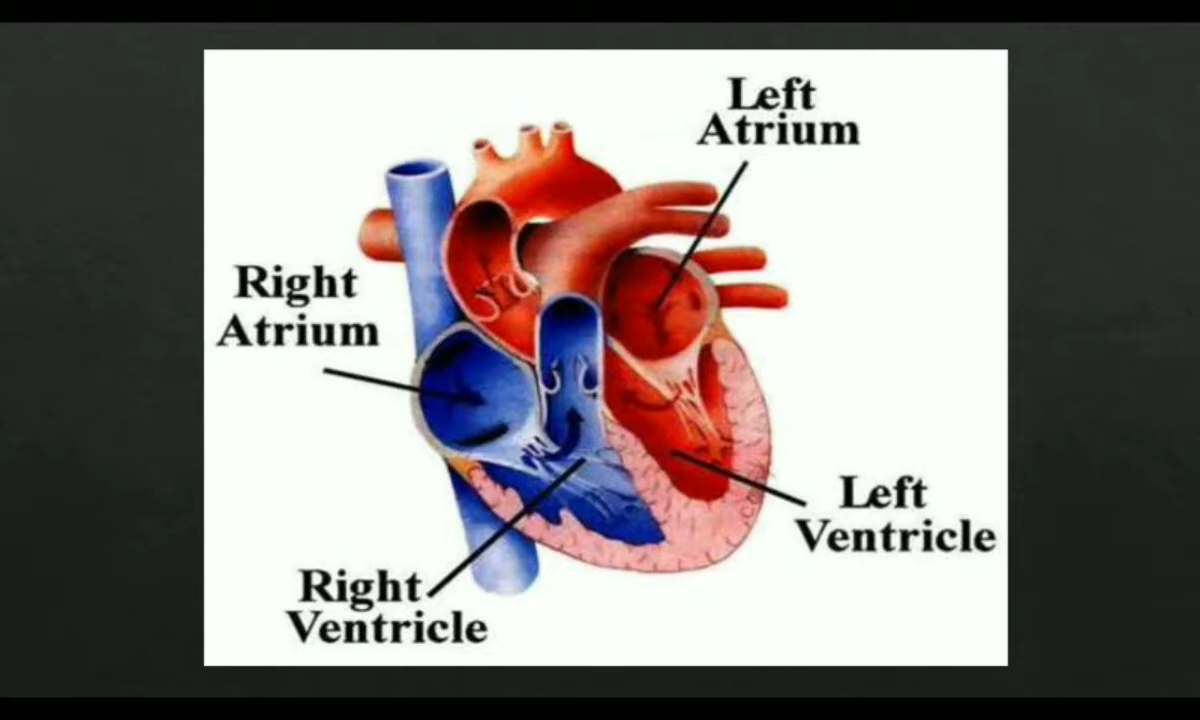 Left
Atrium
Right
Atrium
Left
Ventricle
Right
Ventricle